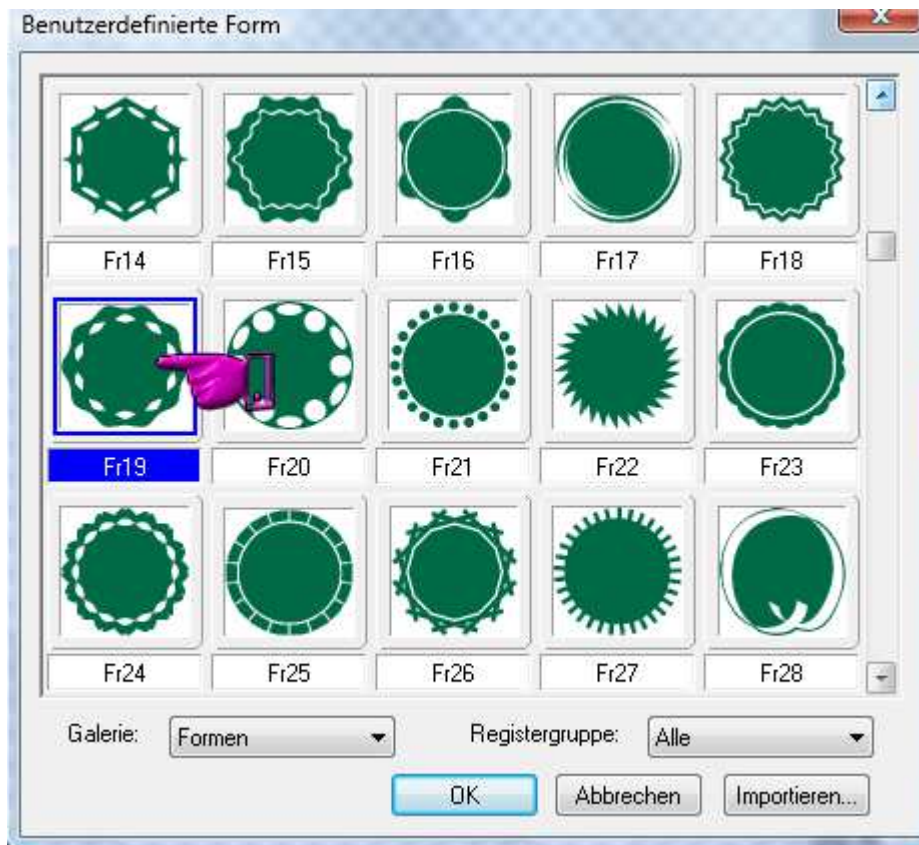 Benutzerdefinierte Form
Fr14 Fr15 Fr16 Fr17 Fr18
Fr19 Fr20 Fr21 Fr22 Fr23
Fr24 Fr25 Fr26 Fr27 Fr28
Galerie: Formen Registergruppe: Alle
OK Abbrechen Importieren...